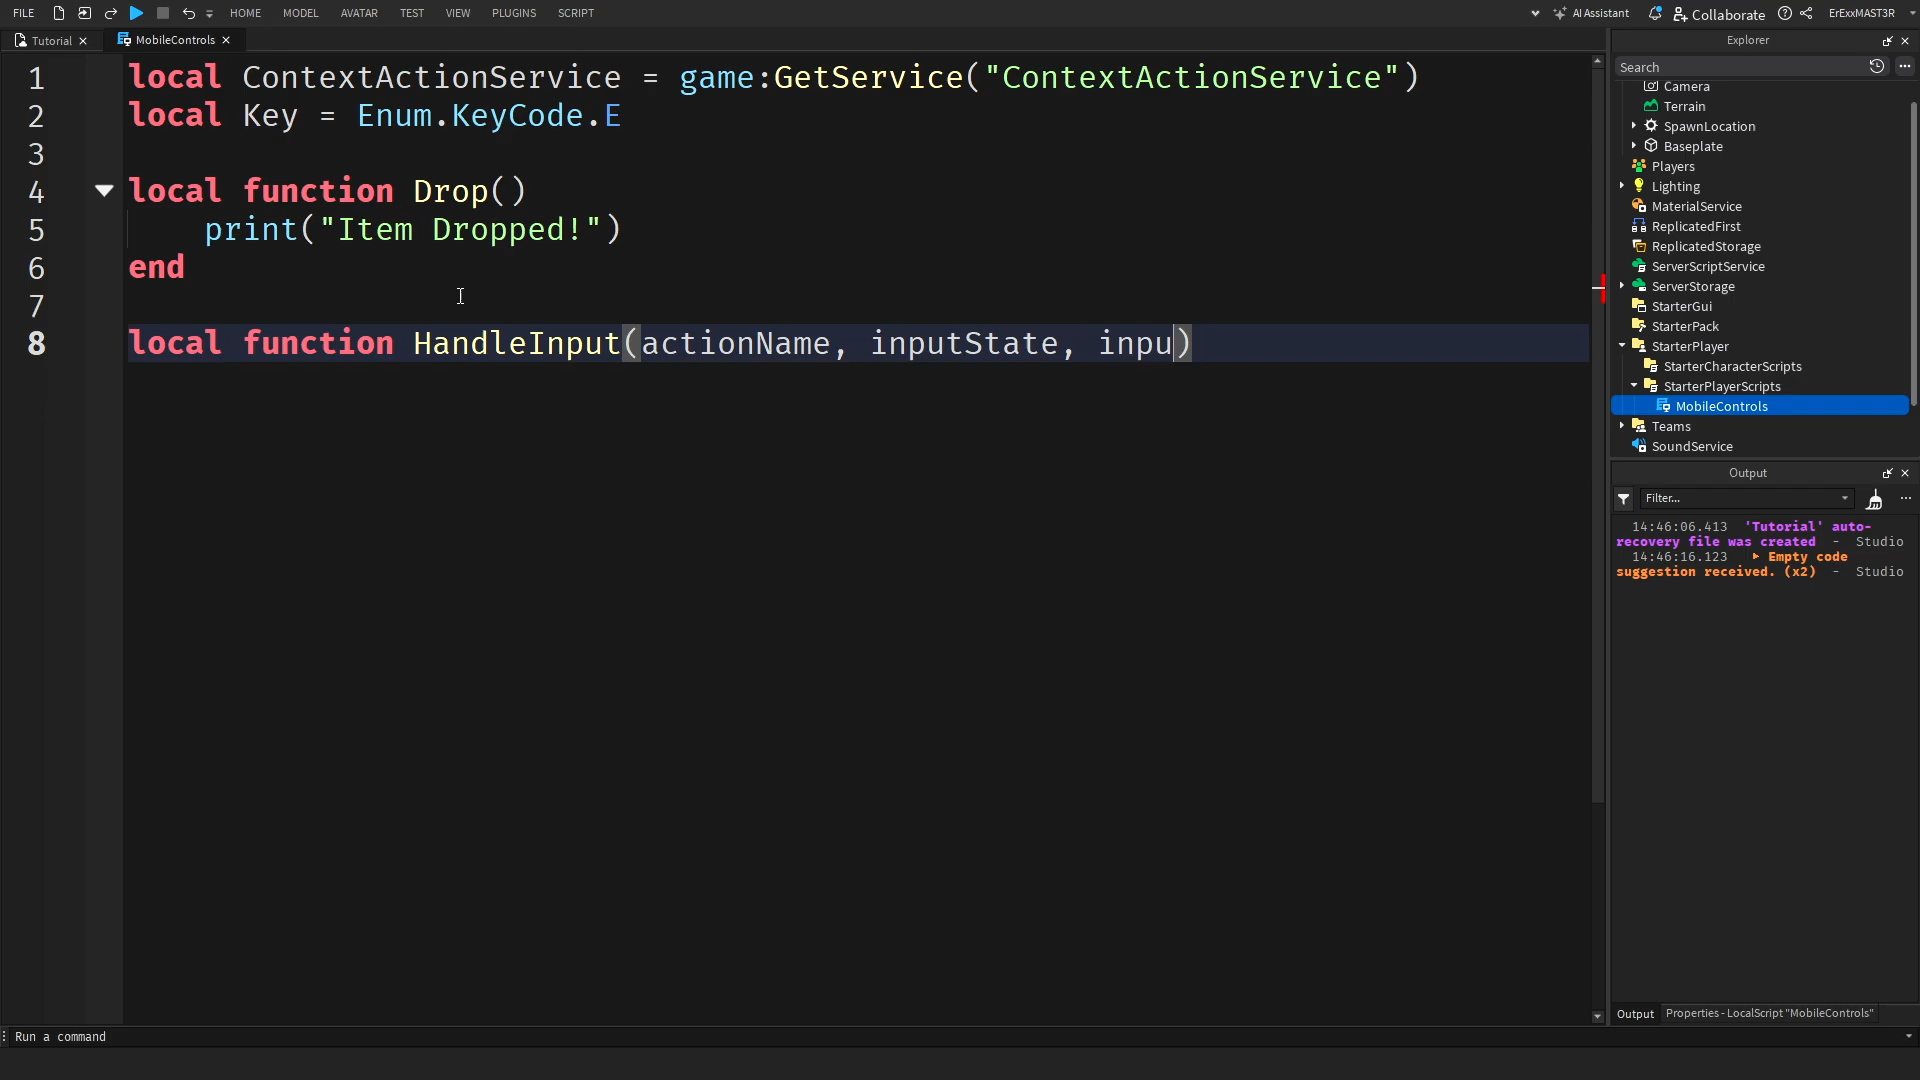 FILE HOME MODEL AVATAR TEST VIEW PLUGINS SCRIPT AI Assistant Collaborate ErExxMAST3R
Tutorial MobileControls
1 local ContextActionService = game:GetService("ContextActionService")
2 local Key = Enum.KeyCode.E
3
4 local function Drop()
5 print("Item Dropped!")
6 end
7
8 local function HandleInput(actionName, inputState, inpu)
Explorer
Search
Camera
Terrain
SpawnLocation
Baseplate
Players
Lighting
MaterialService
ReplicatedFirst
ReplicatedStorage
ServerScriptService
ServerStorage
StarterGui
StarterPack
StarterPlayer
StarterCharacterScripts
StarterPlayerScripts
MobileControls
Teams
SoundService
Output
Filter...
14:46:06.413 'Tutorial' auto-
recovery file was created - Studio
14:46:16.123 Empty code
suggestion received. (x2) - Studio
Output Properties - LocalScript "MobileControls"
Run a command